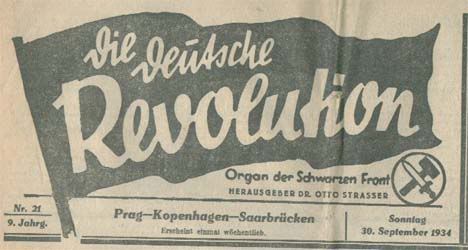 die deutsche
Revolution
Organ der Schwarzen Front
HERAUSGEBER DR. OTTO STRASSER
Nr. 21
9. Jahrg.
Prag—Kopenhagen—Saarbrücken
Erscheint einmal wöchentlich.
Sonntag
30. September 1934